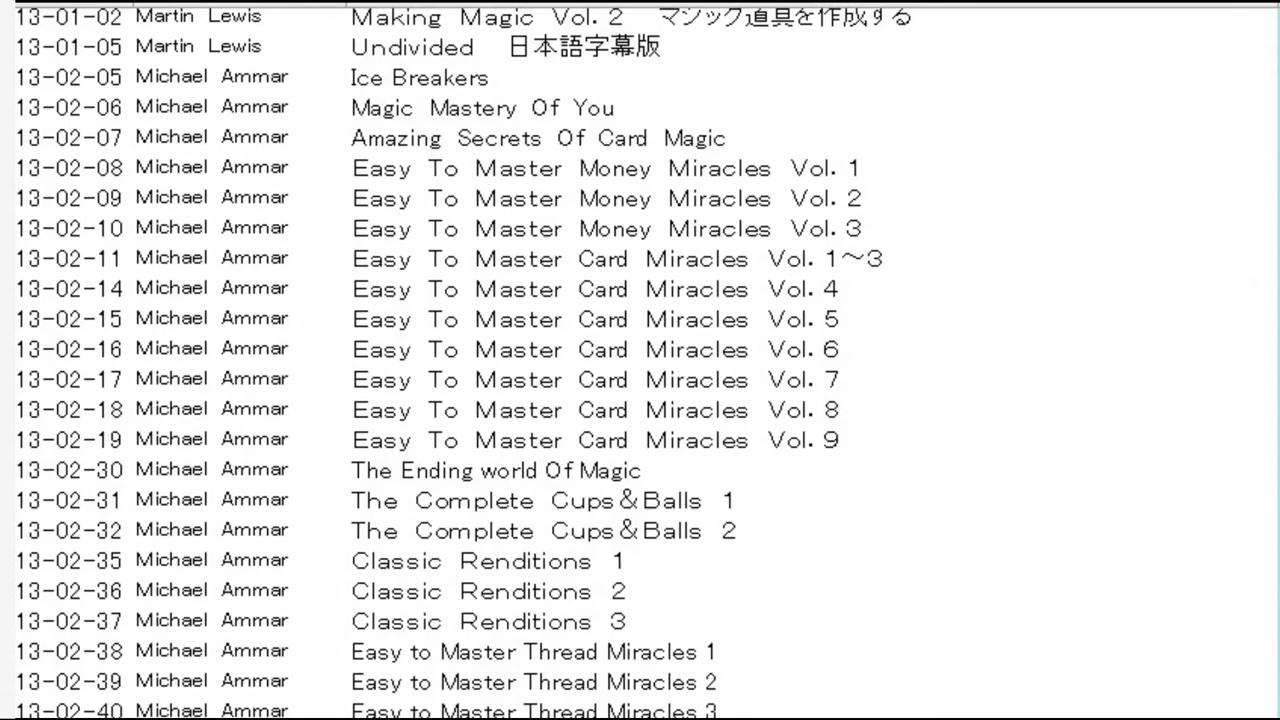 13-01-02 Martin Lewis Making Magic Vol. 2 マジック道具を作成する
13-01-05 Martin Lewis Undivided 日本語字幕版
13-02-05 Michael Ammar Ice Breakers
13-02-06 Michael Ammar Magic Mastery Of You
13-02-07 Michael Ammar Amazing Secrets Of Card Magic
13-02-08 Michael Ammar Easy To Master Money Miracles Vol. 1
13-02-09 Michael Ammar Easy To Master Money Miracles Vol. 2
13-02-10 Michael Ammar Easy To Master Money Miracles Vol. 3
13-02-11 Michael Ammar Easy To Master Card Miracles Vol. 1～3
13-02-14 Michael Ammar Easy To Master Card Miracles Vol. 4
13-02-15 Michael Ammar Easy To Master Card Miracles Vol. 5
13-02-16 Michael Ammar Easy To Master Card Miracles Vol. 6
13-02-17 Michael Ammar Easy To Master Card Miracles Vol. 7
13-02-18 Michael Ammar Easy To Master Card Miracles Vol. 8
13-02-19 Michael Ammar Easy To Master Card Miracles Vol. 9
13-02-30 Michael Ammar The Ending world Of Magic
13-02-31 Michael Ammar The Complete Cups＆Balls 1
13-02-32 Michael Ammar The Complete Cups＆Balls 2
13-02-35 Michael Ammar Classic Renditions 1
13-02-36 Michael Ammar Classic Renditions 2
13-02-37 Michael Ammar Classic Renditions 3
13-02-38 Michael Ammar Easy to Master Thread Miracles 1
13-02-39 Michael Ammar Easy to Master Thread Miracles 2
13-02-40 Michael Ammar Easy to Master Thread Miracles 3